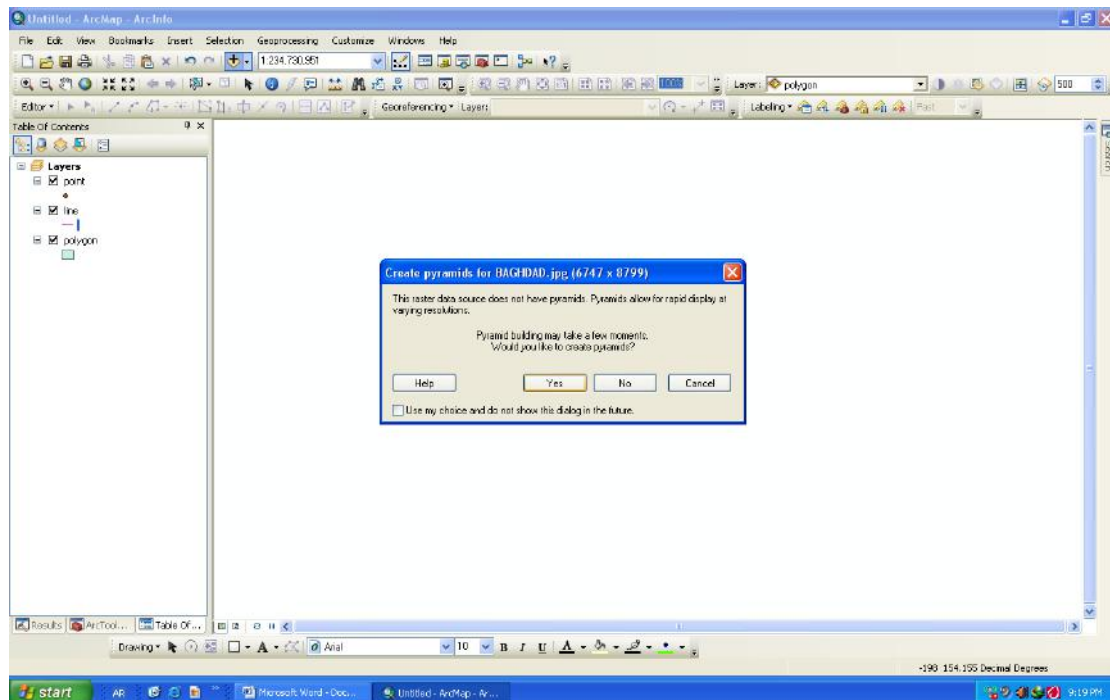 Untitled - ArcMap - ArcInfo
File Edit View Bookmarks Insert Selection Geoprocessing Customize Windows Help
1:234.730.951
Layer: polygon
500
Editor
Georeferencing Layer:
Labeling
Fast
Table Of Contents
Layers
point
line
polygon
Search
Create pyramids for BAGHDAD.jpg (6747 x 8799)
This raster data source does not have pyramids. Pyramids allow for rapid display at
varying resolutions.
Pyramid building may take a few moments.
Would you like to create pyramids?
Help Yes No Cancel
Use my choice and do not show this dialog in the future.
Results ArcTool... Table Of...
Drawing A Arial 10 B I U A
-198 154.155 Decimal Degrees
start AR Microsoft Word - Doc... Untitled - ArcMap - Ar... 9:19 PM